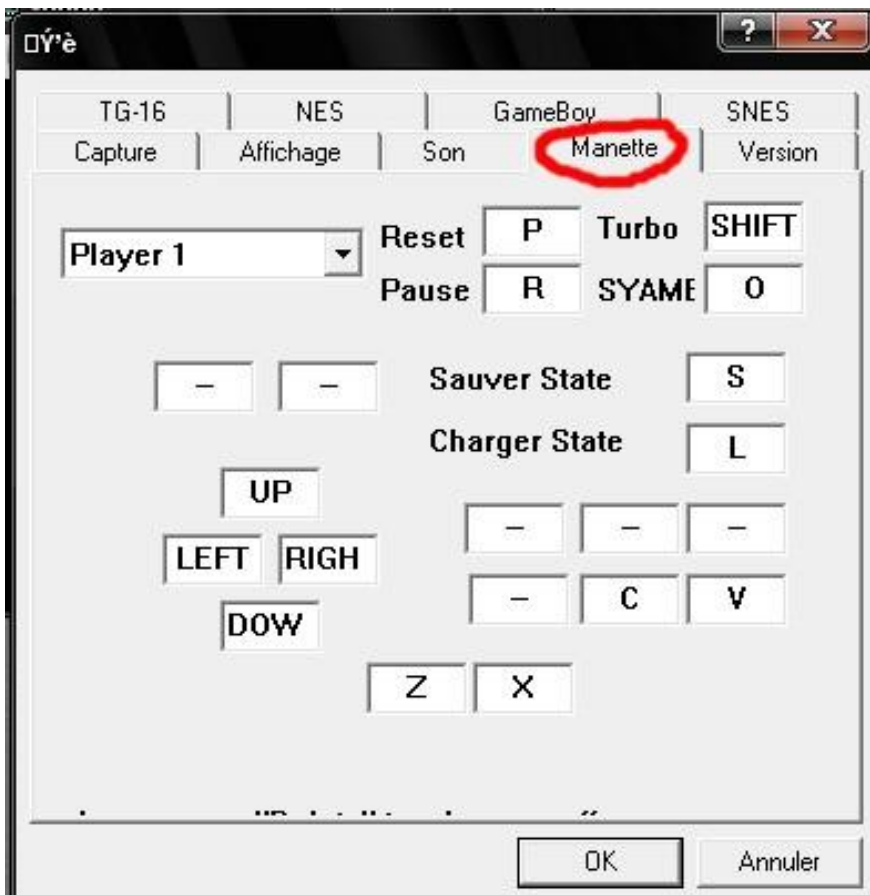 □Ý’è
TG-16 NES GameBoy SNES
Capture Affichage Son Manette Version
Player 1 Reset P Turbo SHIFT
Pause R SYAME O
– – Sauver State S
Charger State L
UP
– – –
LEFT RIGH
– C V
DOW
Z X
OK Annuler